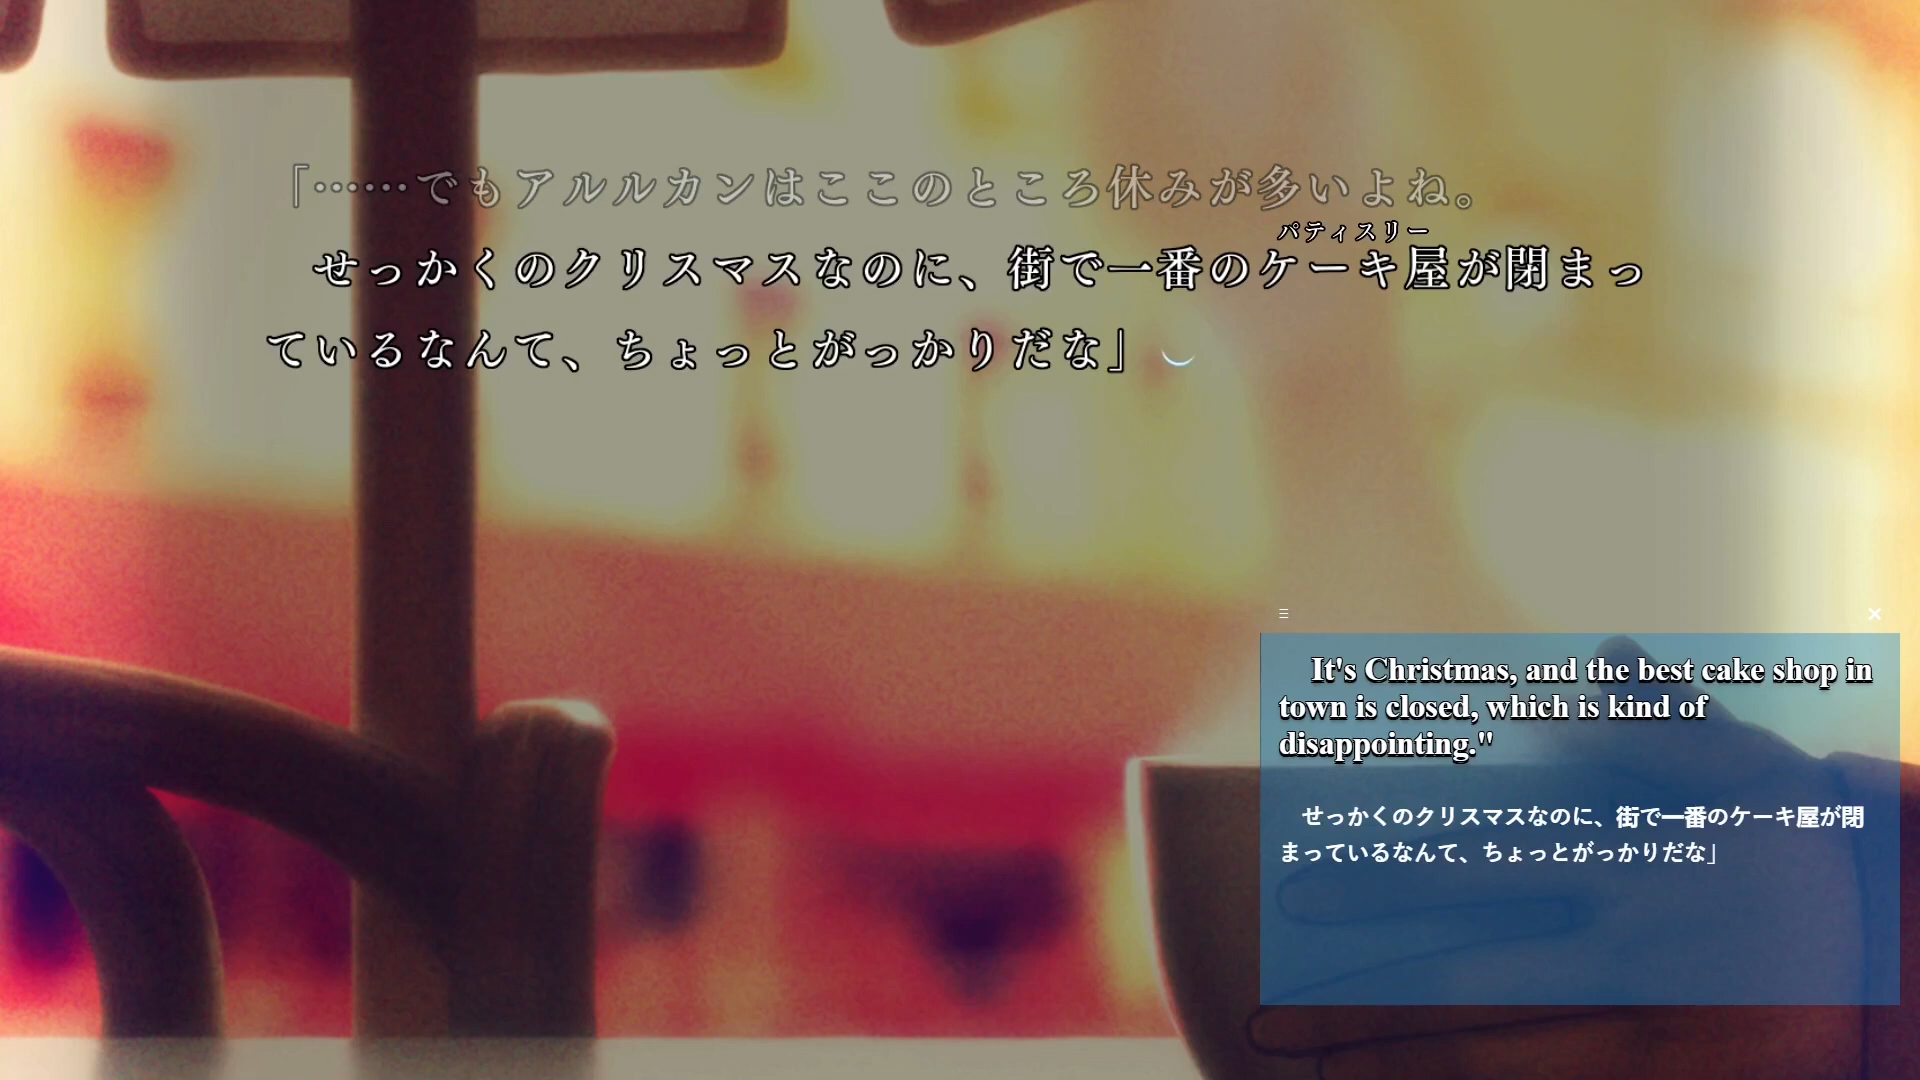 「……でもアルルカンはここのところ休みが多いよね。
パティスリー
せっかくのクリスマスなのに、街で一番のケーキ屋が閉まっ
ているなんて、ちょっとがっかりだな」
It's Christmas, and the best cake shop in
town is closed, which is kind of
disappointing."
せっかくのクリスマスなのに、街で一番のケーキ屋が閉
まっているなんて、ちょっとがっかりだな」